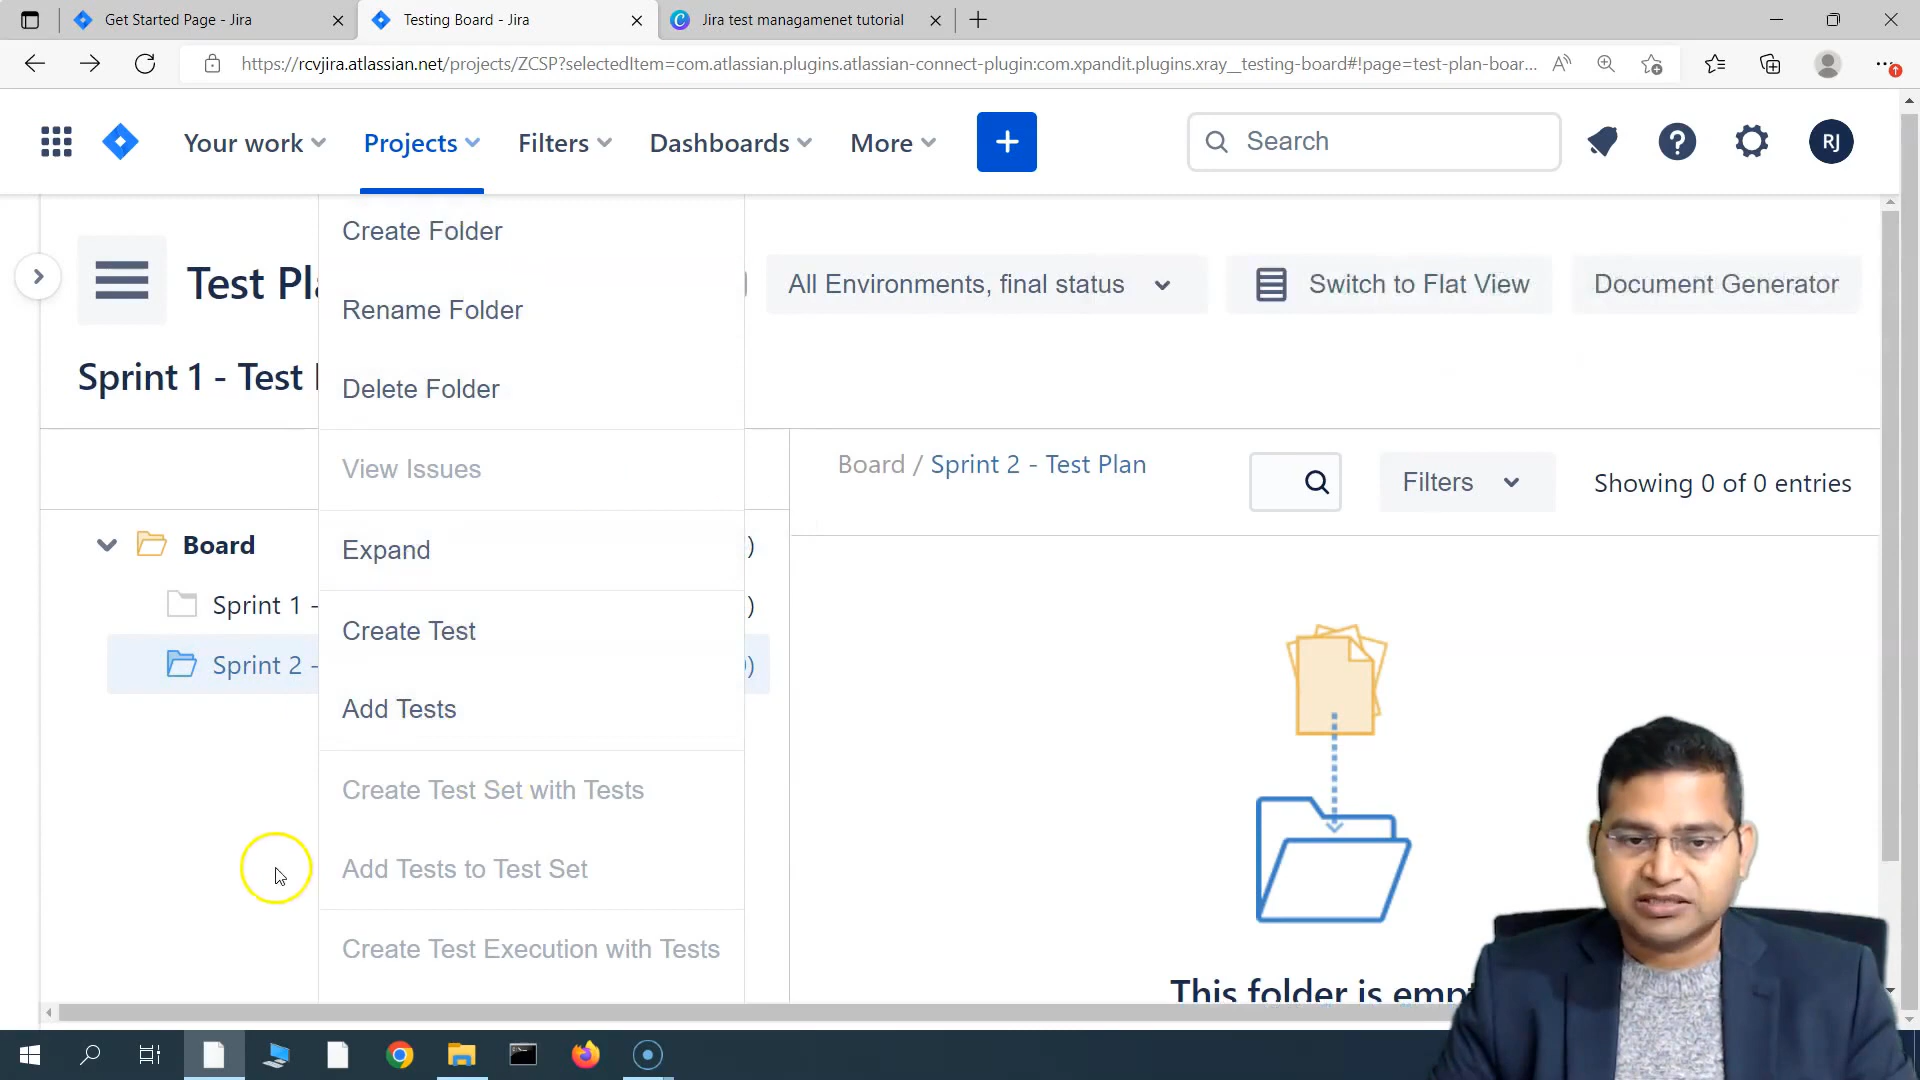 Get Started Page - Jira
Testing Board - Jira
Jira test managamenet tutorial
https://rcvjira.atlassian.net/projects/ZCSP?selectedItem=com.atlassian.plugins.atlassian-connect-plugin:com.xpandit.plugins.xray__testing-board#!page=test-plan-boar...
Your work
Projects
Filters
Dashboards
More
+
Search
RJ
Test Pl
All Environments, final status
Switch to Flat View
Document Generator
Sprint 1 - Test
Create Folder
Rename Folder
Delete Folder
View Issues
Expand
Create Test
Add Tests
Create Test Set with Tests
Add Tests to Test Set
Create Test Execution with Tests
Board
Sprint 1 -
Sprint 2 -
Board / Sprint 2 - Test Plan
Filters
Showing 0 of 0 entries
This folder is emp